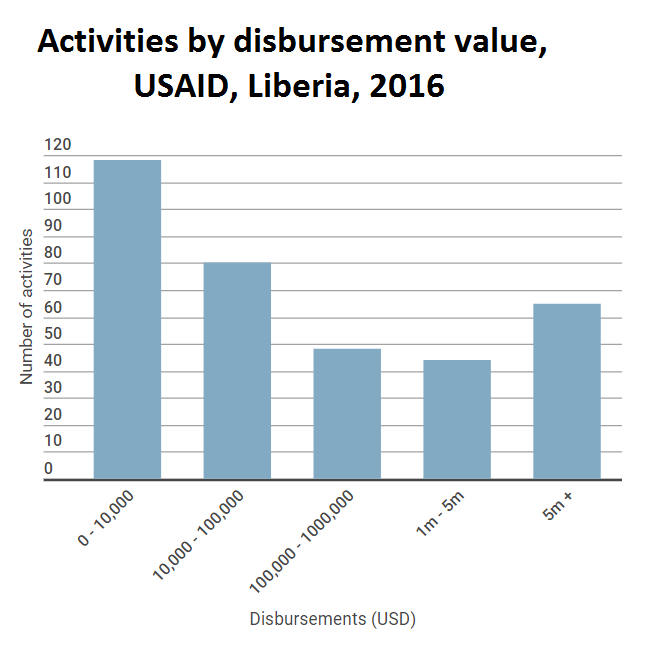 Activities by disbursement value,
USAID, Liberia, 2016
120
110
100
90
80
70
60
50
40
30
20
10
0
Number of activities
0 - 10,000
10,000 - 100,000
100,000 - 1000,000
1m - 5m
5m +
Disbursements (USD)